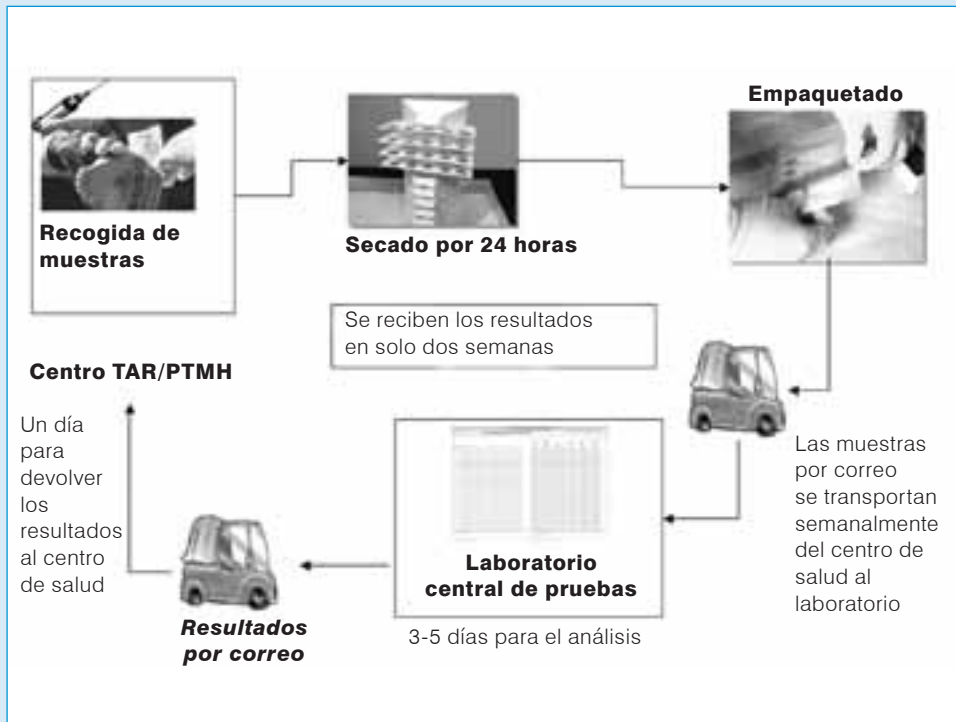 Recogida de
muestras
Secado por 24 horas
Empaquetado
Se reciben los resultados
en solo dos semanas
Las muestras
por correo
se transportan
semanalmente
del centro de
salud al
laboratorio
Laboratorio
central de pruebas
3-5 días para el análisis
Resultados
por correo
Un día
para
devolver
los
resultados
al centro
de salud
Centro TAR/PTMH